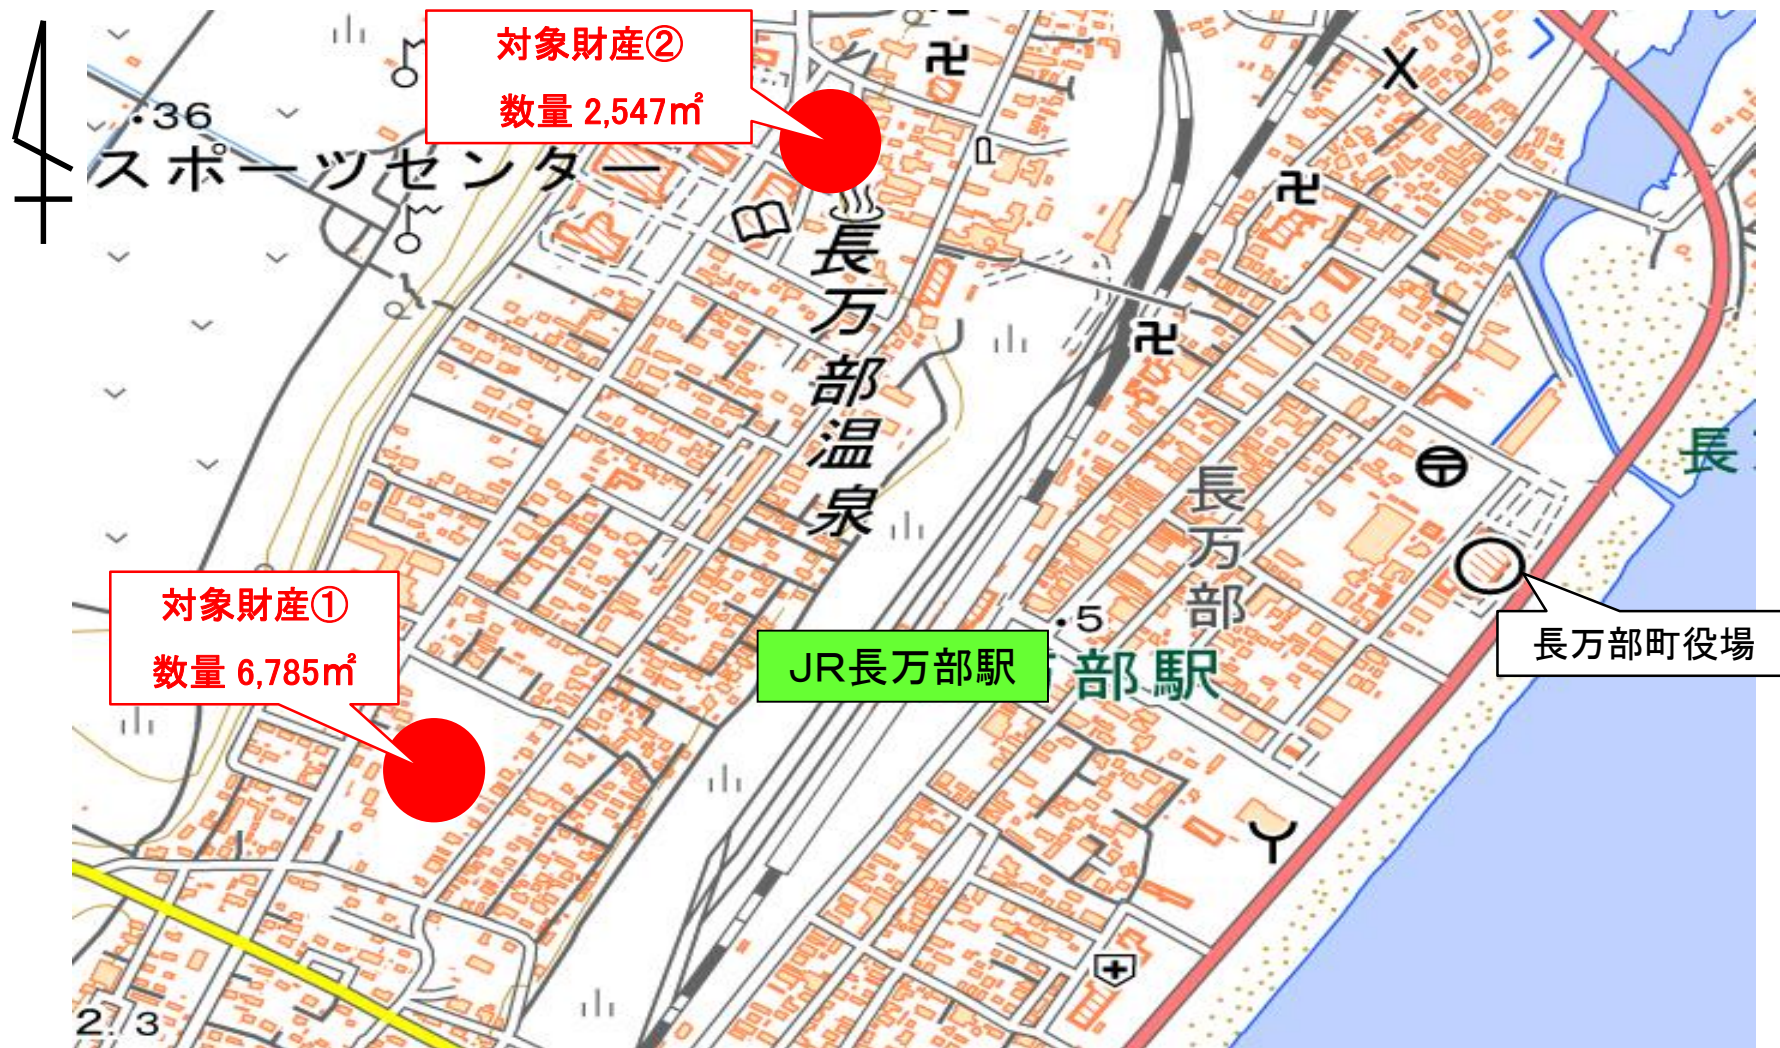 対象財産②
数量 2,547㎡
・36
スポーツセンター
長万部温泉
長
長万部
・5
対象財産①
数量 6,785㎡
JR長万部駅
部駅
長万部町役場
2.3